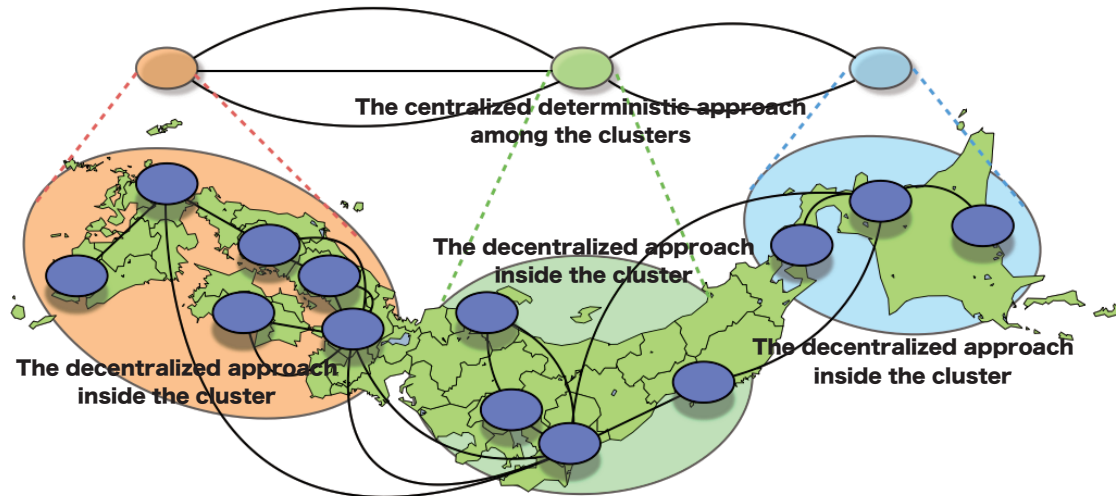 The centralized deterministic approach
among the clusters
The decentralized approach
inside the cluster
The decentralized approach
inside the cluster
The decentralized approach
inside the cluster